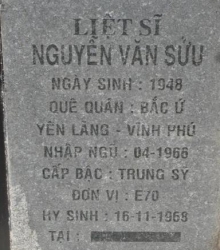 LIỆT SĨ
NGUYỄN VĂN SỬU
NGÀY SINH : 1948
QUÊ QUÁN : BẮC Ứ
YÊN LÃNG - VĨNH PHÚ
NHẬP NGŨ : 04-1966
CẤP BẬC : TRUNG SỸ
ĐƠN VỊ : E70
HY SINH : 16-11-1968
TẠI :